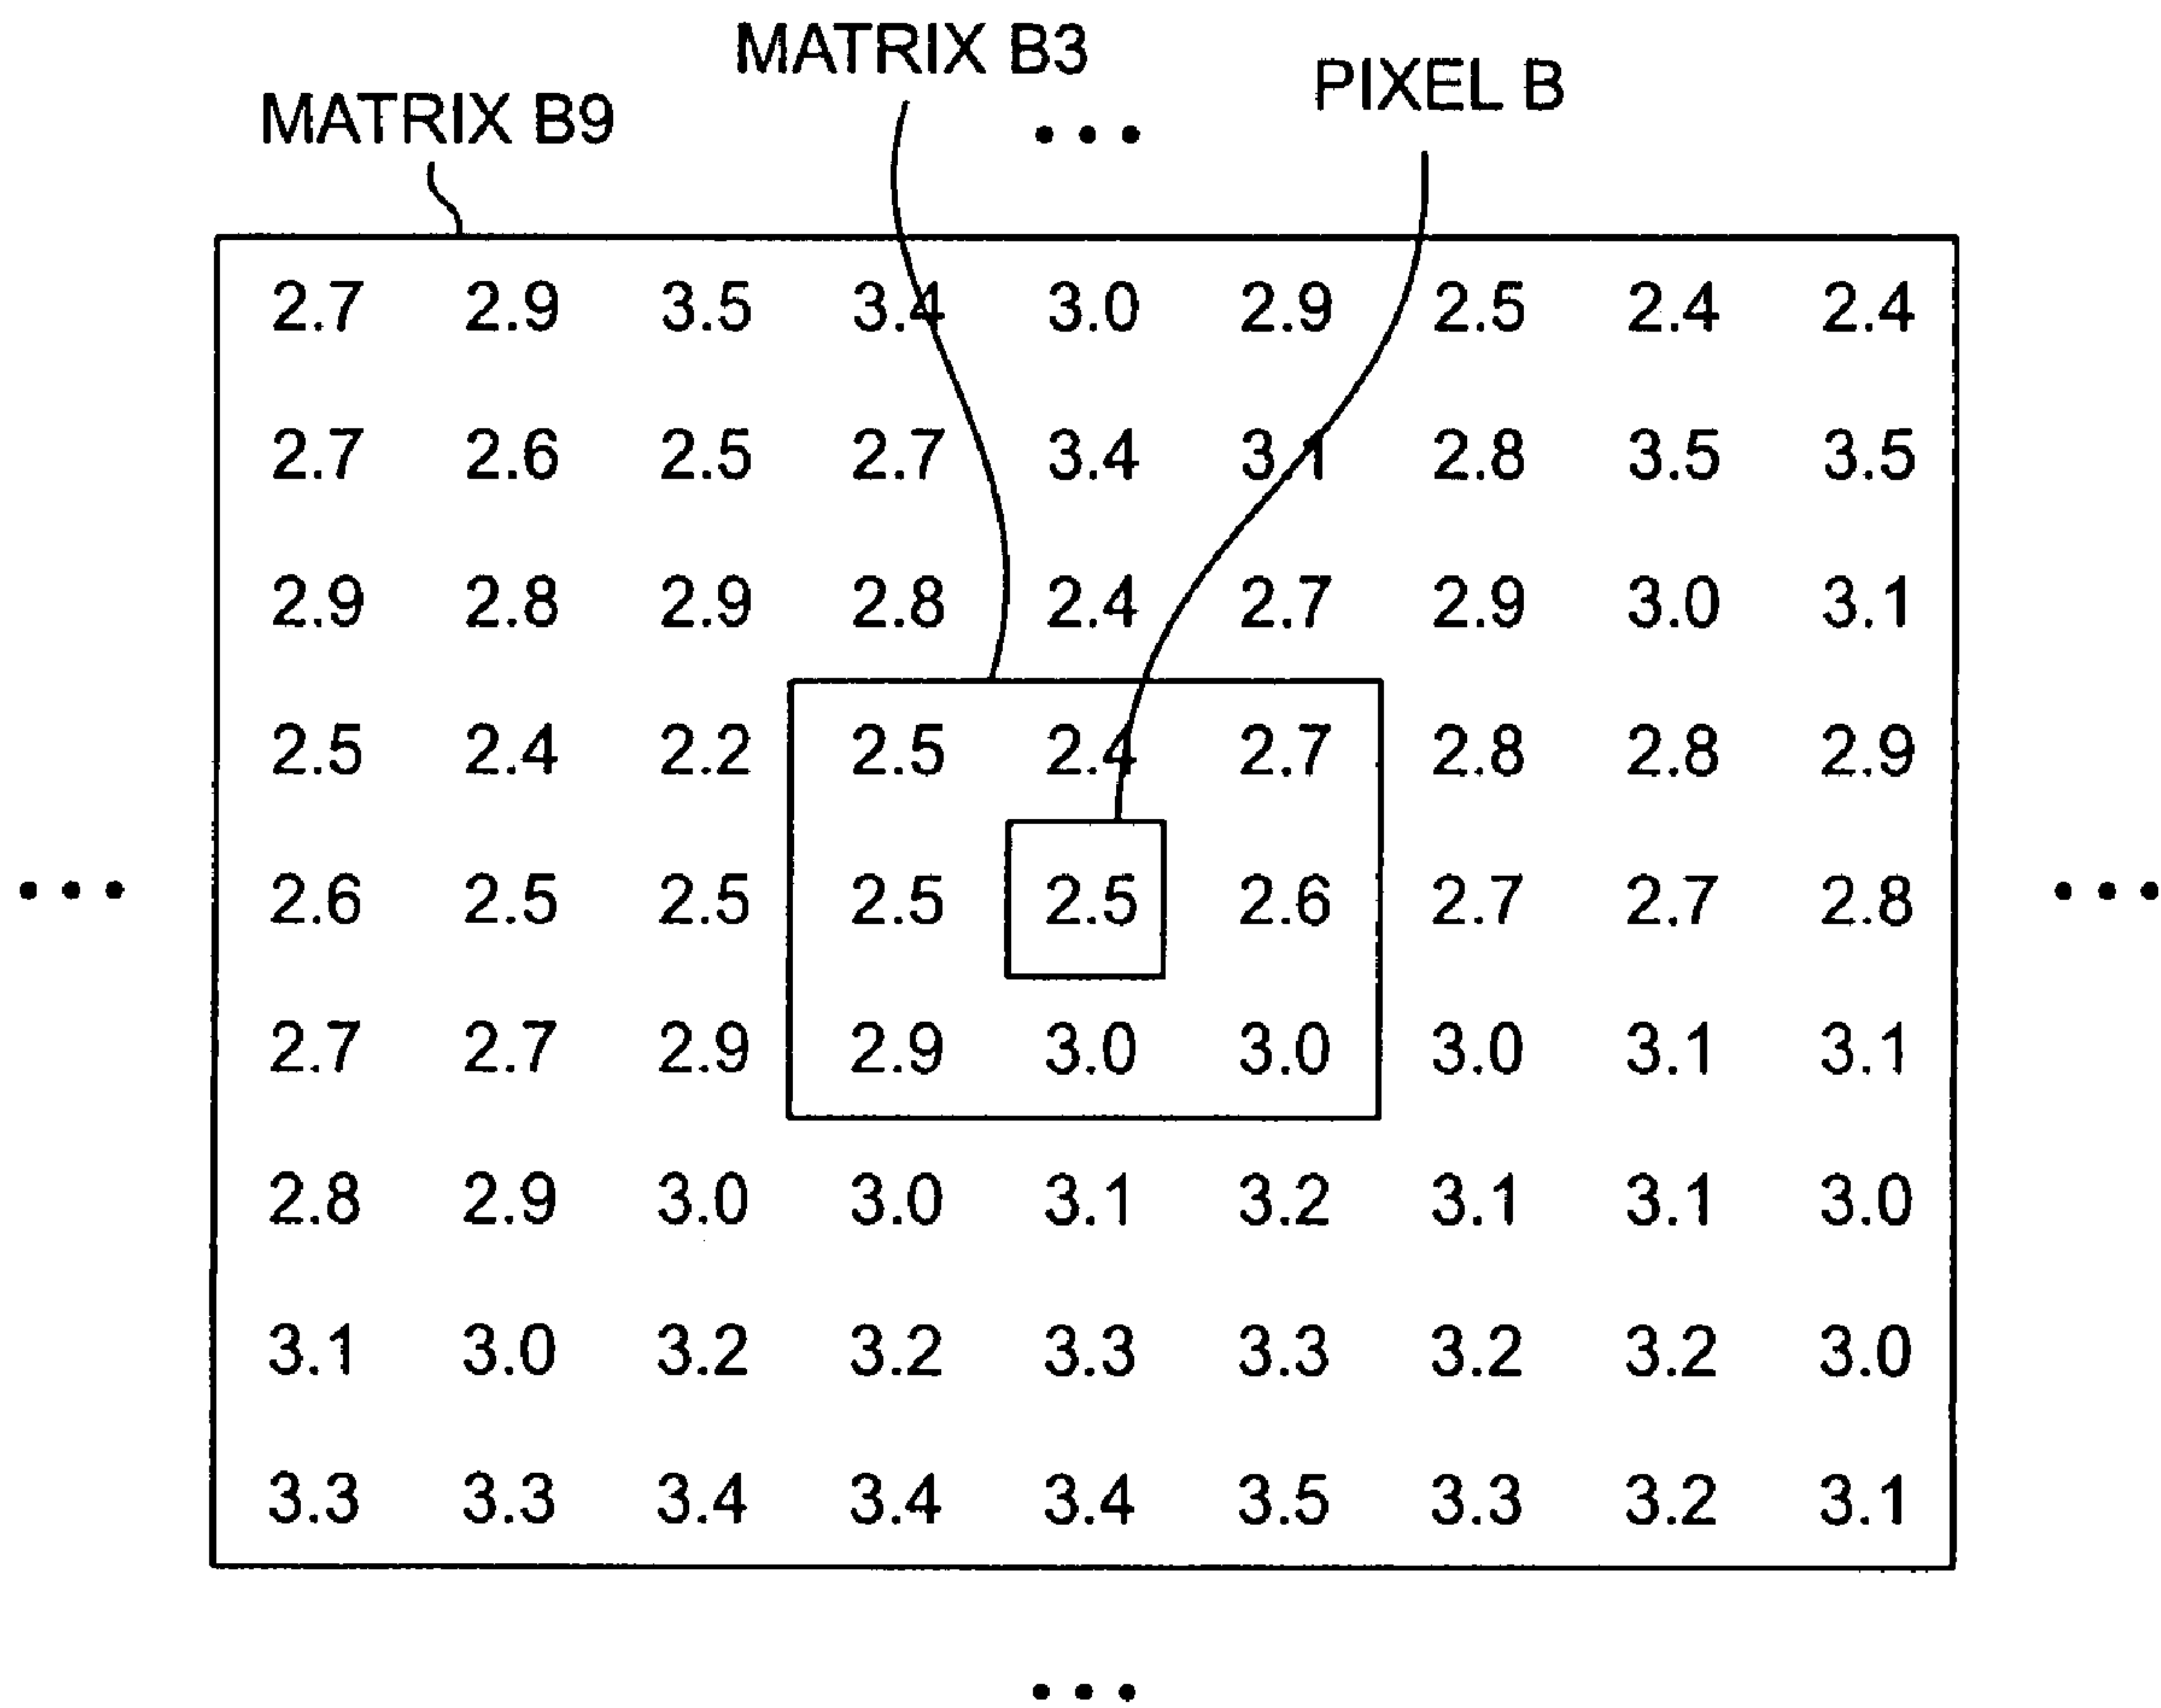 MATRIX B3
PIXEL B
MATRIX B9
...
2.7 2.9 3.5 3.4 3.0 2.9 2.5 2.4 2.4
2.7 2.6 2.5 2.7 3.4 3.1 2.8 3.5 3.5
2.9 2.8 2.9 2.8 2.4 2.7 2.9 3.0 3.1
2.5 2.4 2.2 2.5 2.4 2.7 2.8 2.8 2.9
... 2.6 2.5 2.5 2.5 2.5 2.6 2.7 2.7 2.8 ...
2.7 2.7 2.9 2.9 3.0 3.0 3.0 3.1 3.1
2.8 2.9 3.0 3.0 3.1 3.2 3.1 3.1 3.0
3.1 3.0 3.2 3.2 3.3 3.3 3.2 3.2 3.0
3.3 3.3 3.4 3.4 3.4 3.5 3.3 3.2 3.1
...